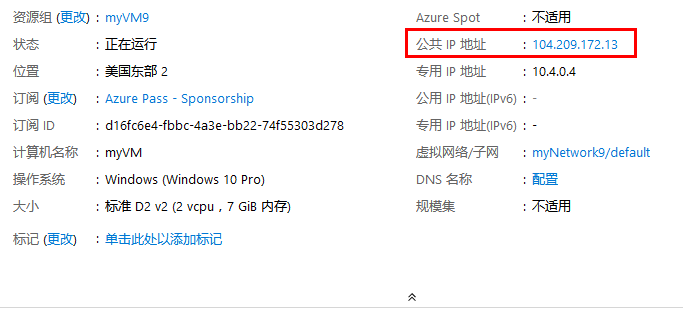 资源组 (更改) : myVM9
状态 : 正在运行
位置 : 美国东部 2
订阅 (更改) : Azure Pass - Sponsorship
订阅 ID : d16fc6e4-fbbc-4a3e-bb22-74f55303d278
计算机名称 : myVM
操作系统 : Windows (Windows 10 Pro)
大小 : 标准 D2 v2 (2 vcpu，7 GiB 内存)
标记 (更改) : 单击此处以添加标记
Azure Spot : 不适用
公共 IP 地址 : 104.209.172.13
专用 IP 地址 : 10.4.0.4
公用 IP 地址(IPv6) : -
专用 IP 地址(IPv6) : -
虚拟网络/子网 : myNetwork9/default
DNS 名称 : 配置
规模集 : 不适用